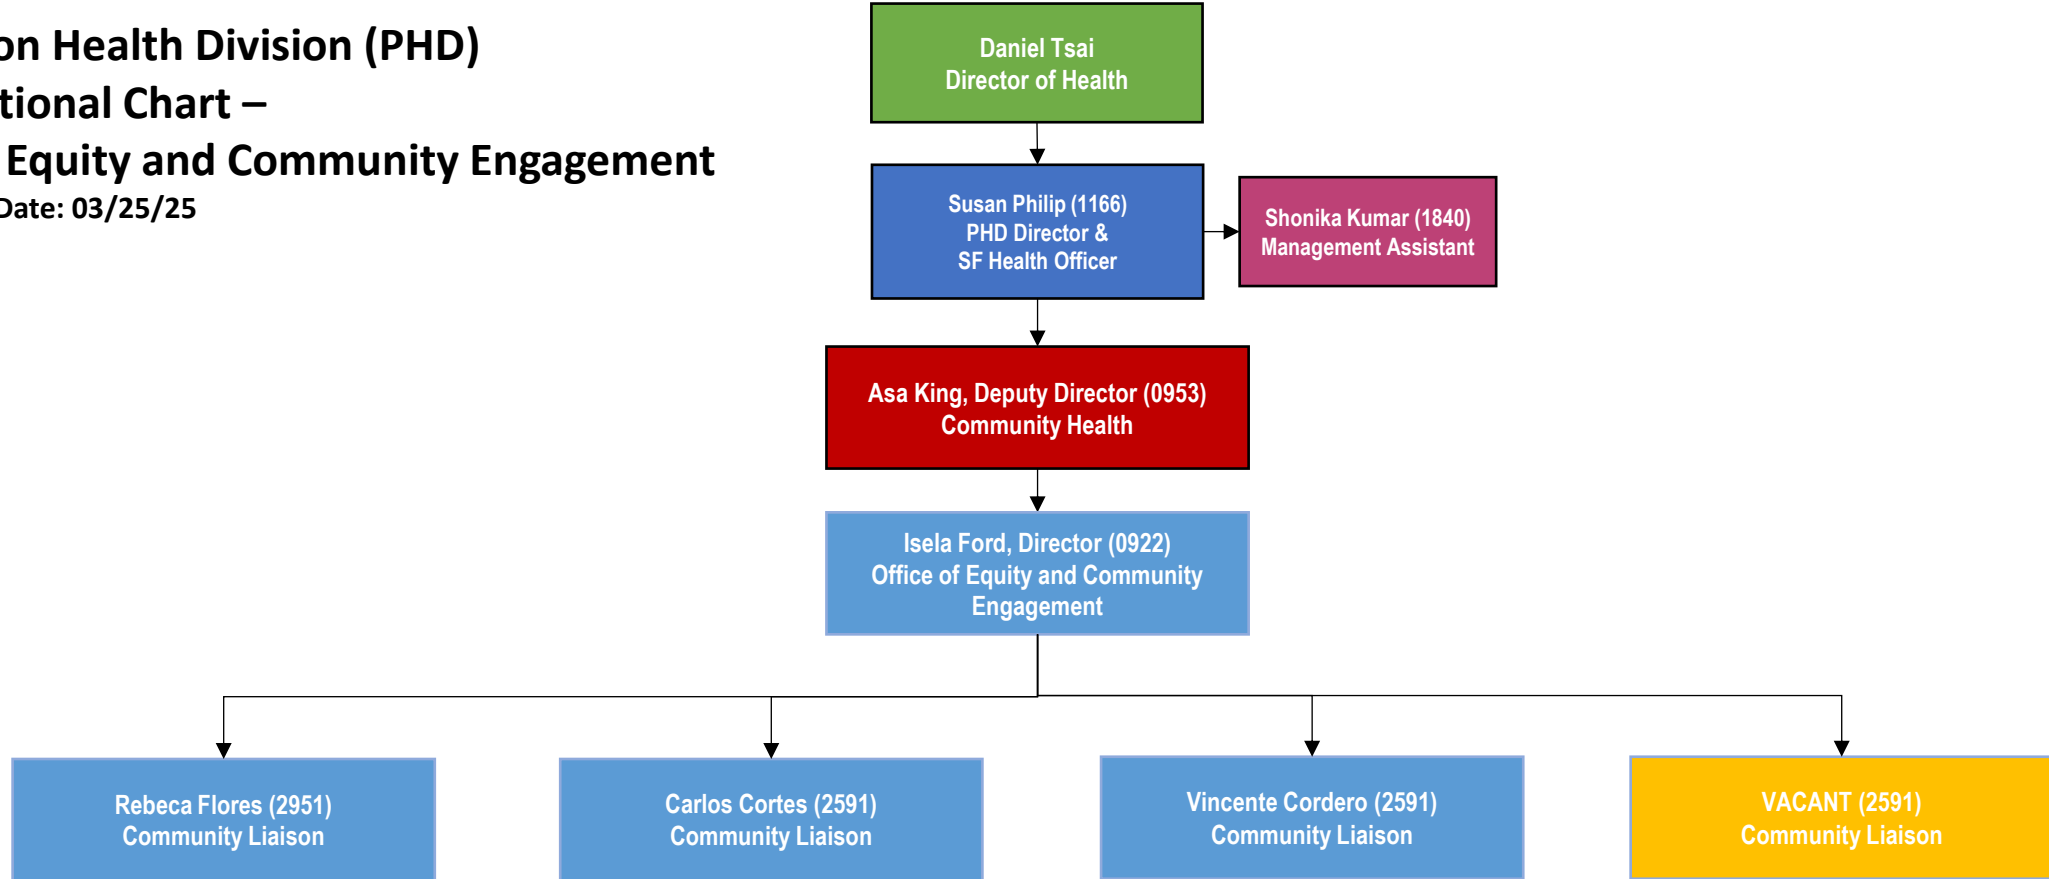 on Health Division (PHD)
tional Chart –
Equity and Community Engagement
Date: 03/25/25
Daniel Tsai
Director of Health
Susan Philip (1166)
PHD Director &
SF Health Officer
Shonika Kumar (1840)
Management Assistant
Asa King, Deputy Director (0953)
Community Health
Isela Ford, Director (0922)
Office of Equity and Community
Engagement
Rebeca Flores (2951)
Community Liaison
Carlos Cortes (2591)
Community Liaison
Vincente Cordero (2591)
Community Liaison
VACANT (2591)
Community Liaison